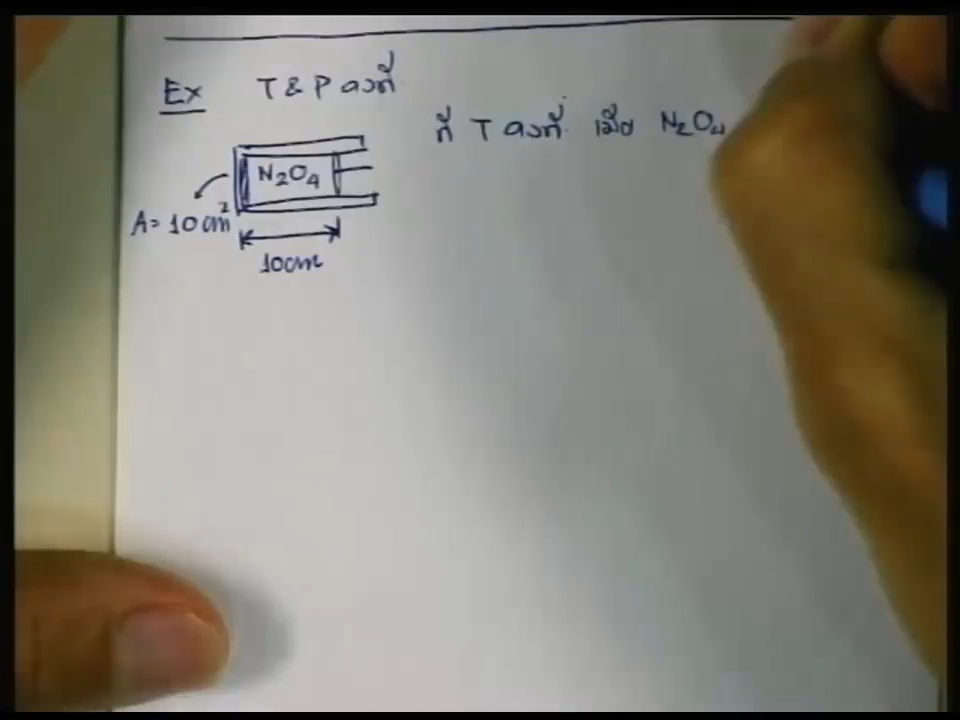 Ex T & P คงที่
ที่ T คงที่ เมื่อ N₂O₄
N₂O₄
A = 10 cm²
10 cm